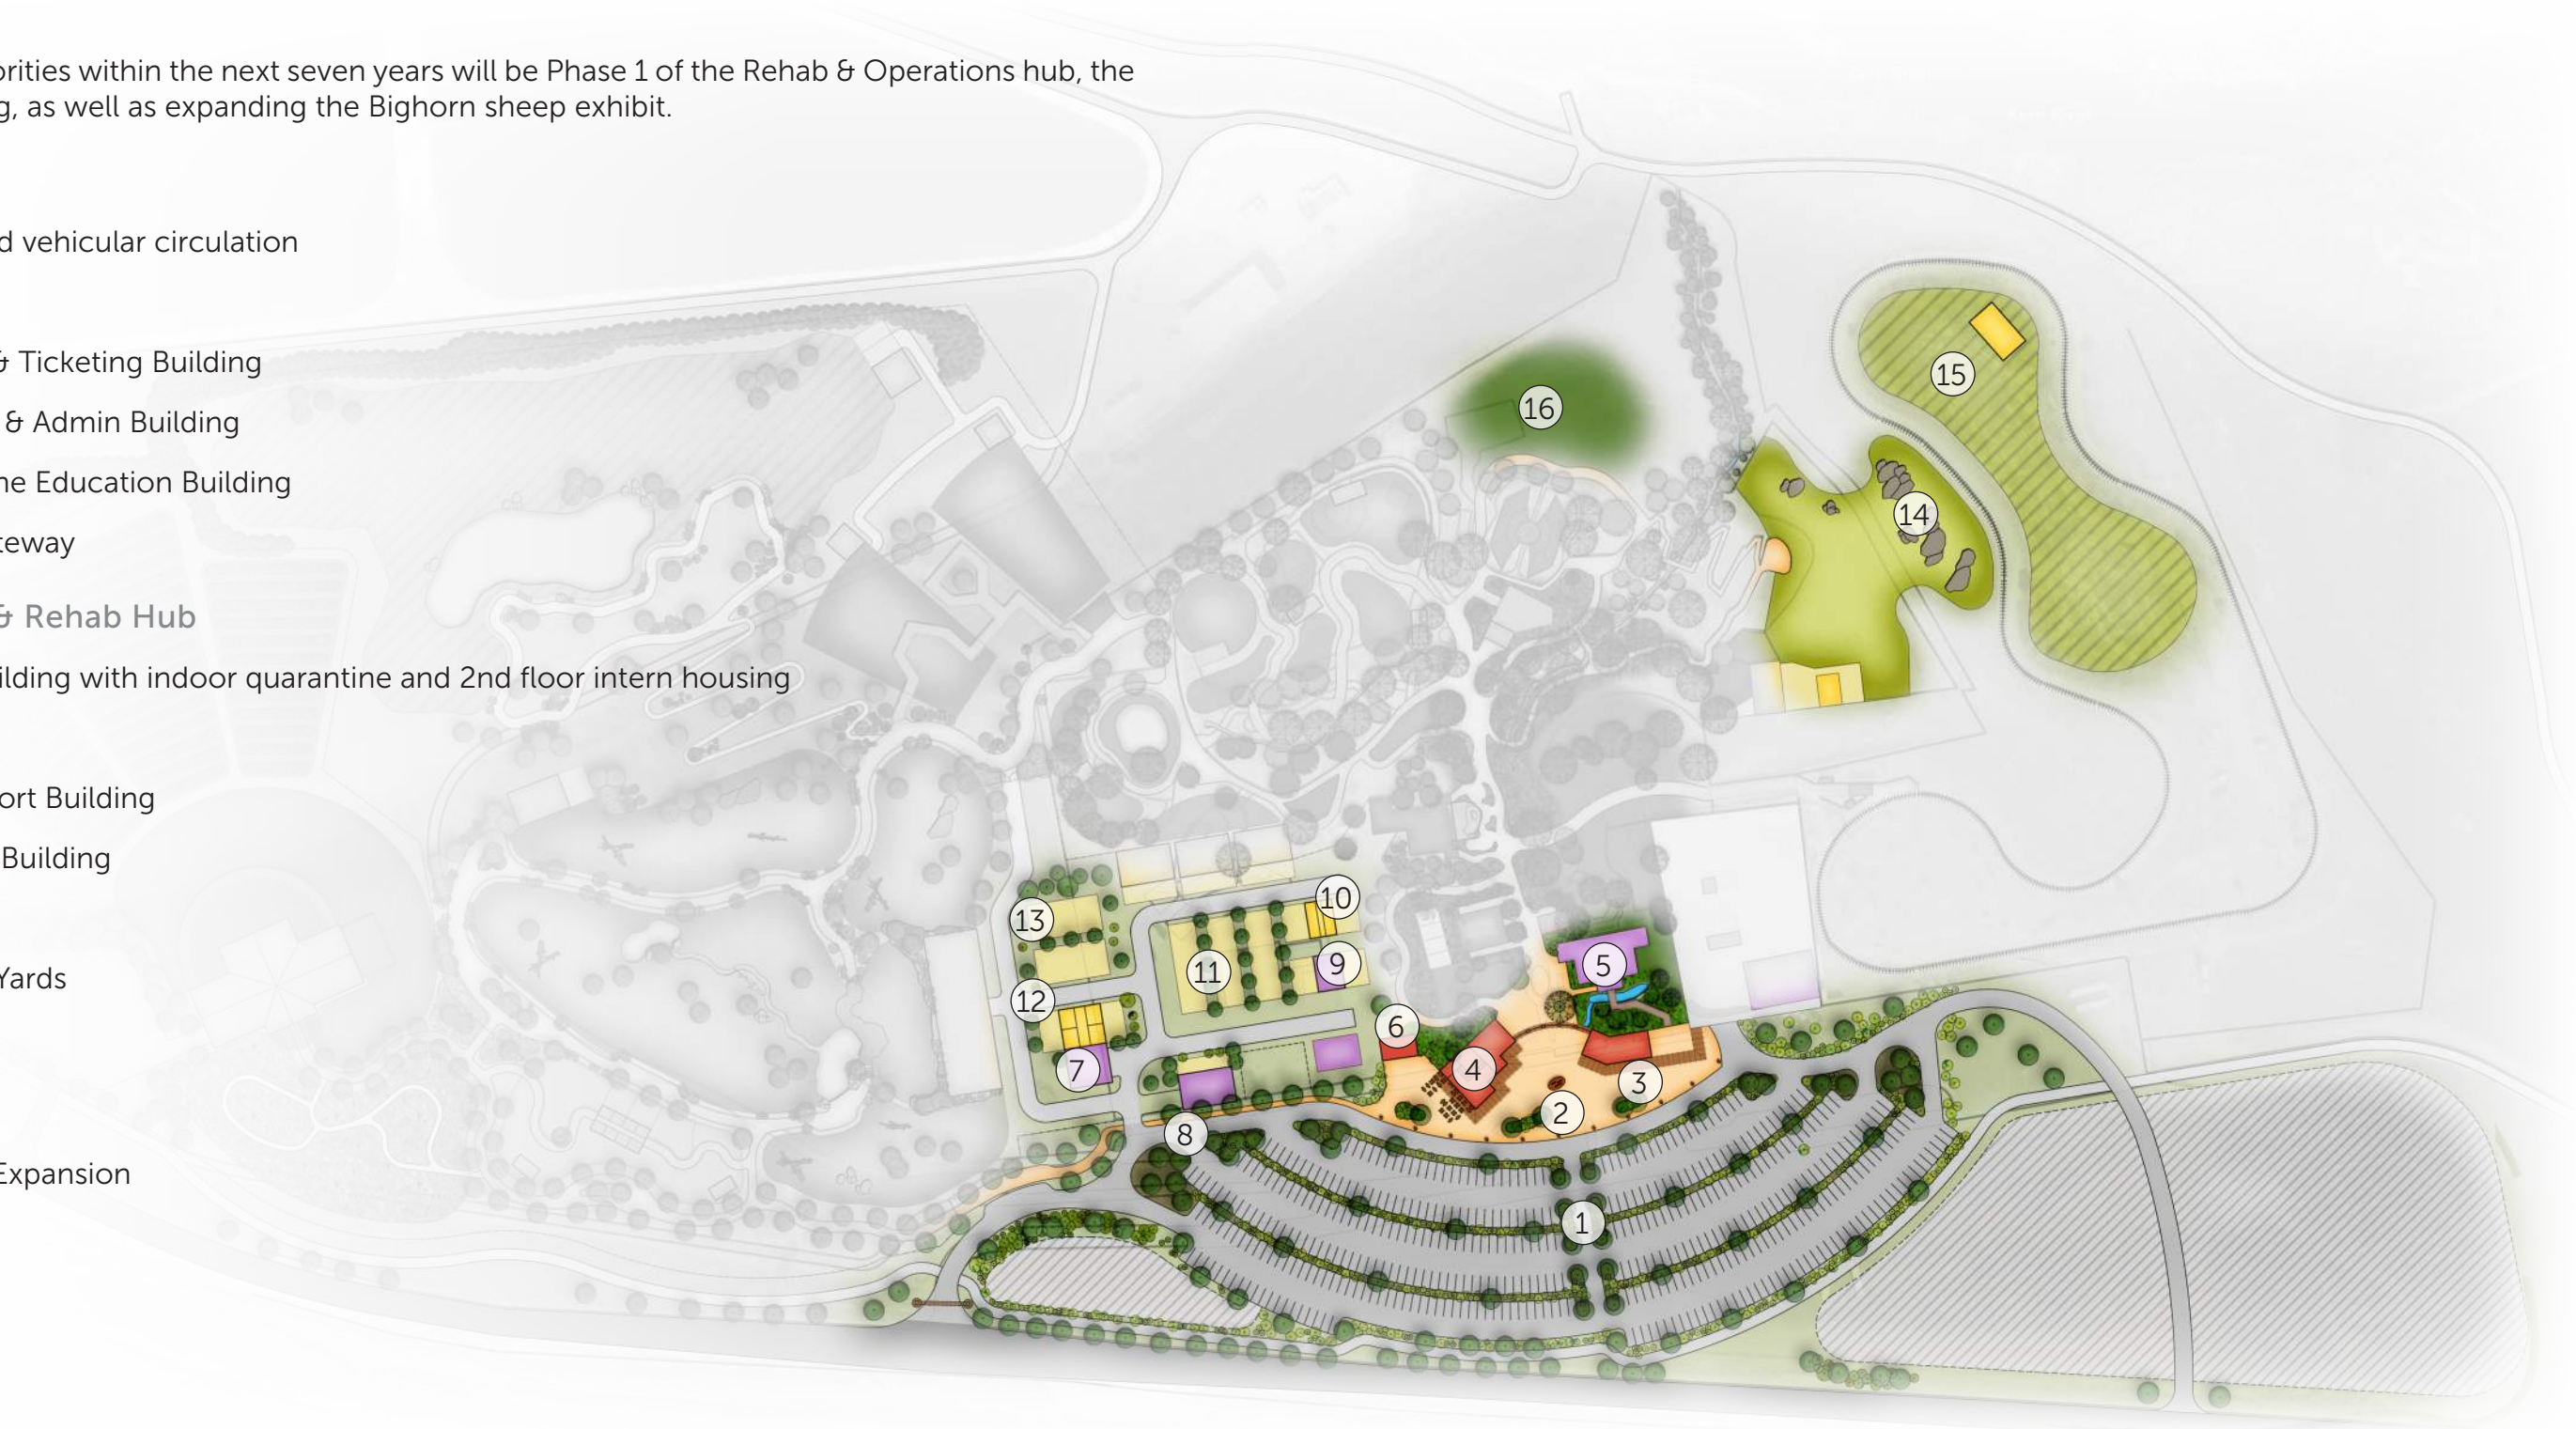 orities within the next seven years will be Phase 1 of the Rehab & Operations hub, the
g, as well as expanding the Bighorn sheep exhibit.
d vehicular circulation
& Ticketing Building
& Admin Building
ne Education Building
teway
& Rehab Hub
ilding with indoor quarantine and 2nd floor intern housing
ort Building
Building
Yards
Expansion
16
15
14
13
10
11
9
12
5
6
7
4
3
2
8
1